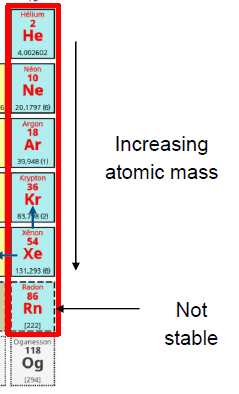 Hélium
2
He
4,002602
Néon
10
Ne
20,1797 (6)
Argon
18
Ar
39,948 (1)
Increasing
atomic mass
Krypton
36
Kr
Xénon
54
Xe
131,293 (6)
Radon
86
Rn
[222]
Not
stable
Oganesson
118
Og
[294]